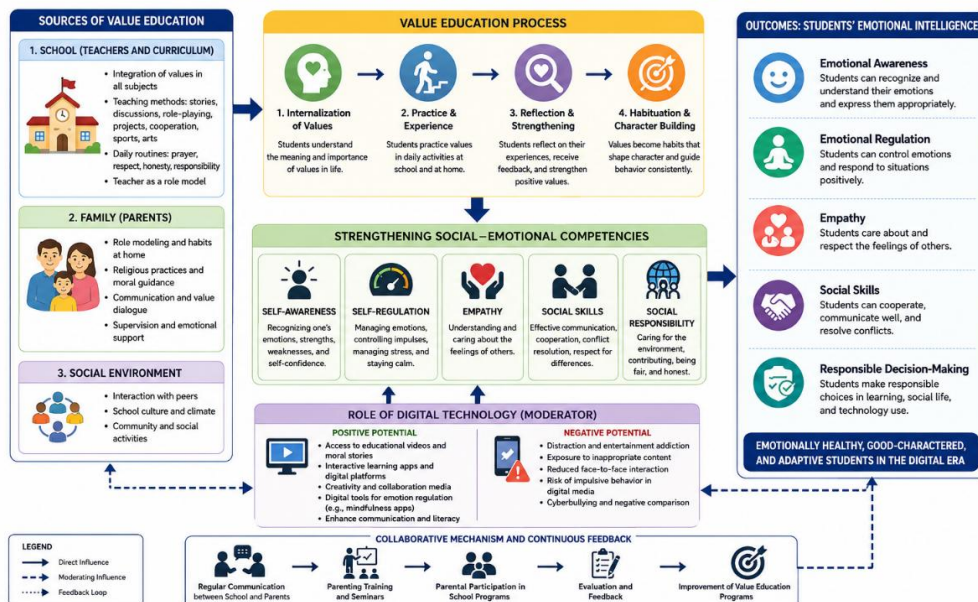 SOURCES OF VALUE EDUCATION
1. SCHOOL (TEACHERS AND CURRICULUM)
• Integration of values in
all subjects
• Teaching methods: stories,
discussions, role-playing,
projects, cooperation,
sports, arts
• Daily routines: prayer,
respect, honesty, responsibility
• Teacher as a role model
2. FAMILY (PARENTS)
• Role modeling and habits
at home
• Religious practices and
moral guidance
• Communication and value
dialogue
• Supervision and emotional
support
3. SOCIAL ENVIRONMENT
• Interaction with peers
• School culture and climate
• Community and social
activities
VALUE EDUCATION PROCESS
1. Internalization
of Values
Students understand
the meaning and importance
of values in life.
2. Practice &
Experience
Students practice values
in daily activities at
school and at home.
3. Reflection &
Strengthening
Students reflect on their
experiences, receive
feedback, and strengthen
positive values.
4. Habituation &
Character Building
Values become habits that
shape character and guide
behavior consistently.
STRENGTHENING SOCIAL–EMOTIONAL COMPETENCIES
SELF-AWARENESS
Recognizing one's
emotions, strengths,
weaknesses, and
self-confidence.
SELF-REGULATION
Managing emotions,
controlling impulses,
managing stress, and
staying calm.
EMPATHY
Understanding and
caring about the
feelings of others.
SOCIAL SKILLS
Effective communication,
cooperation, conflict
resolution, respect for
differences.
SOCIAL
RESPONSIBILITY
Caring for the
environment,
contributing, being
fair, and honest.
ROLE OF DIGITAL TECHNOLOGY (MODERATOR)
POSITIVE POTENTIAL
• Access to educational videos and
moral stories
• Interactive learning apps and
digital platforms
• Creativity and collaboration media
• Digital tools for emotion regulation
(e.g., mindfulness apps)
• Enhance communication and literacy
NEGATIVE POTENTIAL
• Distraction and entertainment addiction
• Exposure to inappropriate content
• Reduced face-to-face interaction
• Risk of impulsive behavior in
digital media
• Cyberbullying and negative comparison
OUTCOMES: STUDENTS' EMOTIONAL INTELLIGENCE
Emotional Awareness
Students can recognize and
understand their emotions
and express them appropriately.
Emotional Regulation
Students can control emotions
and respond to situations
positively.
Empathy
Students care about and
respect the feelings of others.
Social Skills
Students can cooperate,
communicate well, and
resolve conflicts.
Responsible Decision-Making
Students make responsible
choices in learning, social life,
and technology use.
EMOTIONALLY HEALTHY, GOOD-CHARACTERED,
AND ADAPTIVE STUDENTS IN THE DIGITAL ERA
LEGEND
Direct Influence
Moderating Influence
Feedback Loop
COLLABORATIVE MECHANISM AND CONTINUOUS FEEDBACK
Regular Communication
between School and Parents
Parenting Training
and Seminars
Parental Participation in
School Programs
Evaluation and
Feedback
Improvement of Value Education
Programs